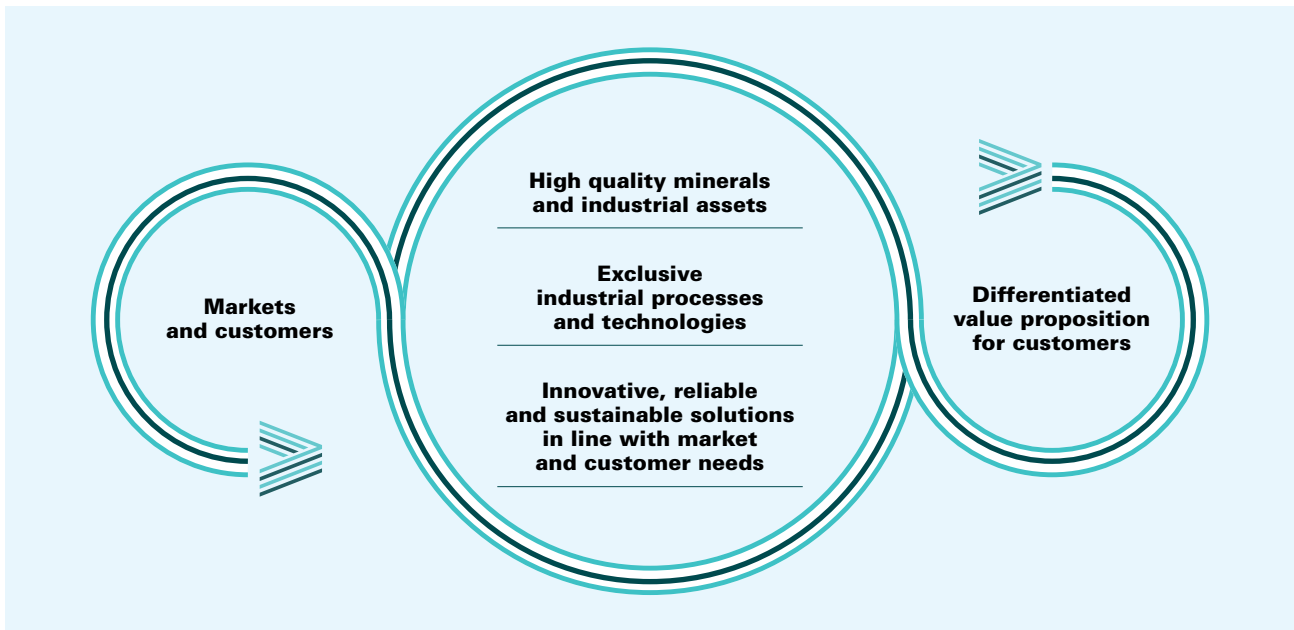 Markets
and customers
High quality minerals
and industrial assets
Exclusive
industrial processes
and technologies
Innovative, reliable
and sustainable solutions
in line with market
and customer needs
Differentiated
value proposition
for customers